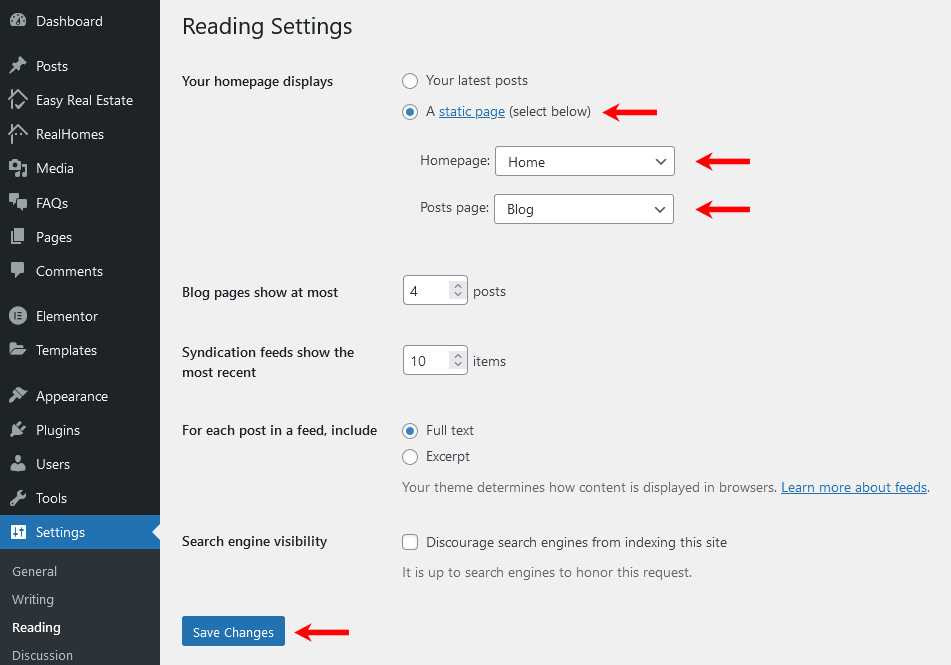 Dashboard
Posts
Easy Real Estate
RealHomes
Media
FAQs
Pages
Comments
Elementor
Templates
Appearance
Plugins
Users
Tools
Settings
General
Writing
Reading
Discussion
Reading Settings
Your homepage displays
Your latest posts
A static page (select below)
Homepage: Home
Posts page: Blog
Blog pages show at most
4 posts
Syndication feeds show the
most recent
10 items
For each post in a feed, include
Full text
Excerpt
Your theme determines how content is displayed in browsers. Learn more about feeds.
Search engine visibility
Discourage search engines from indexing this site
It is up to search engines to honor this request.
Save Changes